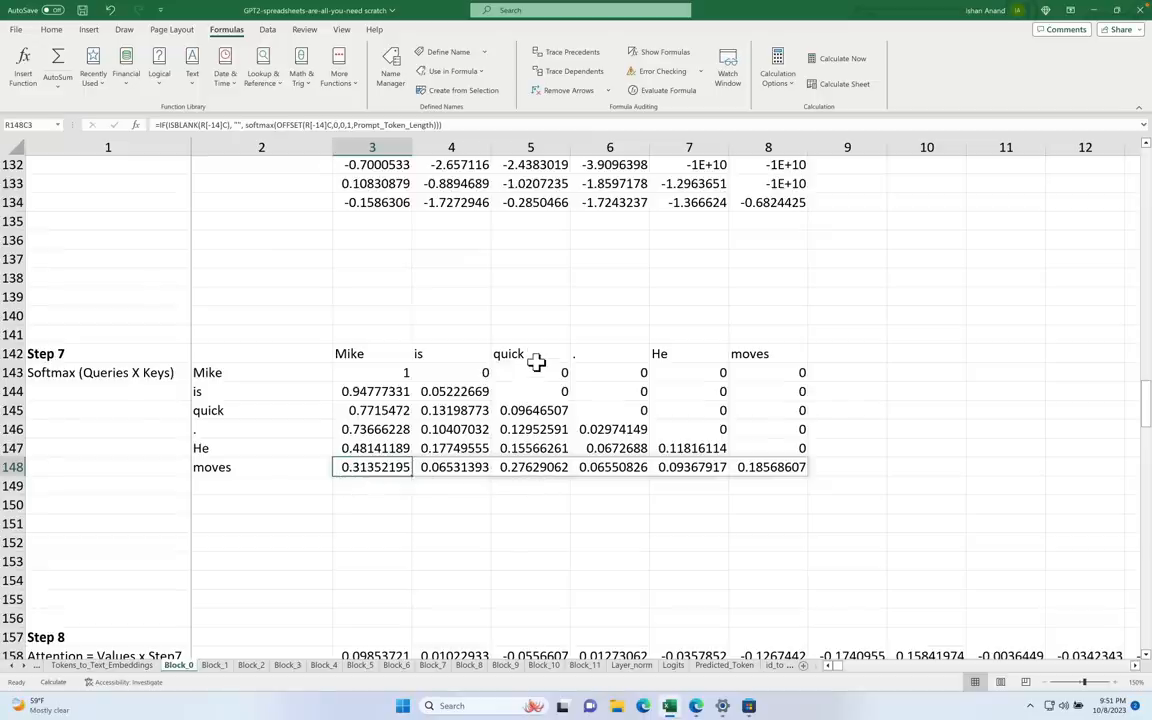 AutoSave Off GPT2-spreadsheets-are-all-you-need scratch Search Ishan Anand IA
File Home Insert Draw Page Layout Formulas Data Review View Help Comments Share
Insert Function AutoSum Recently Used Financial Logical Text Date & Time Lookup & Reference Math & Trig More Functions Name Manager Define Name Use in Formula Create from Selection Trace Precedents Trace Dependents Remove Arrows Show Formulas Error Checking Evaluate Formula Watch Window Calculation Options Calculate Now Calculate Sheet
Function Library Defined Names Formula Auditing Calculation
R148C3 fx =IF(ISBLANK(R[-14]C), "", softmax(OFFSET(R[-14]C,0,0,1,Prompt_Token_Length)))
1 2 3 4 5 6 7 8 9 10 11 12
132 -0.7000533 -2.657116 -2.4383019 -3.9096398 -1E+10 -1E+10
133 0.10830879 -0.8894689 -1.0207235 -1.8597178 -1.2963651 -1E+10
134 -0.1586306 -1.7272946 -0.2850466 -1.7243237 -1.366624 -0.6824425
135
136
137
138
139
140
141
142 Step 7 Mike is quick . He moves
143 Softmax (Queries X Keys) Mike 1 0 0 0 0 0
144 is 0.94777331 0.05222669 0 0 0 0
145 quick 0.7715472 0.13198773 0.09646507 0 0 0
146 . 0.73666228 0.10407032 0.12952591 0.02974149 0 0
147 He 0.48141189 0.17749555 0.15566261 0.0672688 0.11816114 0
148 moves 0.31352195 0.06531393 0.27629062 0.06550826 0.09367917 0.18568607
149
150
151
152
153
154
155
156
157 Step 8
158 Attention = Values x Step7 0.09853721 0.01022933 -0.0556607 0.01273062 -0.0357852 -0.1267442 -0.1740955 0.15841974 -0.0036449 -0.0342343
... Tokens_to_Text_Embeddings Block_0 Block_1 Block_2 Block_3 Block_4 Block_5 Block_6 Block_7 Block_8 Block_9 Block_10 Block_11 Layer_norm Logits Predicted_Token id_to ...
Ready Calculate Accessibility: Investigate 150%
59°F
Mostly clear
Search
9:51 PM
10/8/2023